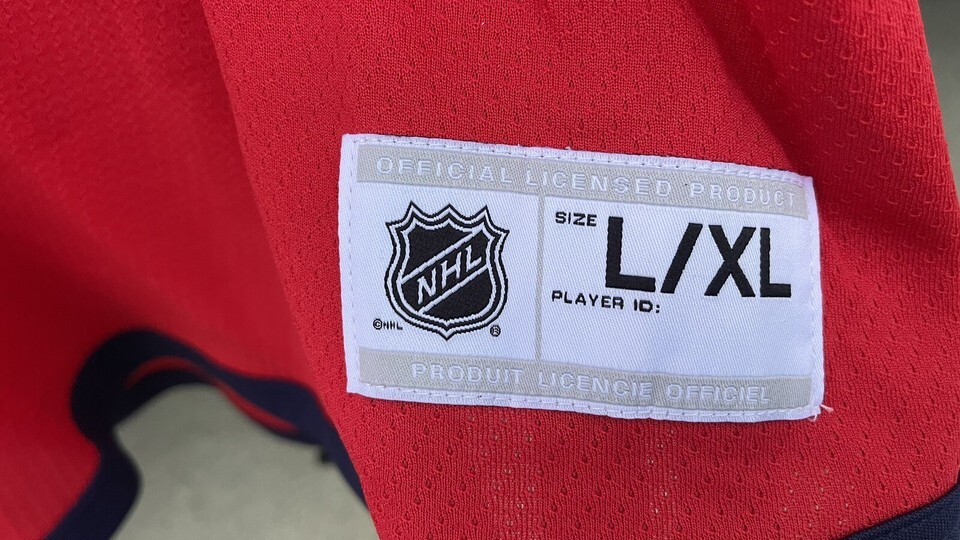 OFFICIAL LICENSED PRODUCT
NHL
©NHL ®
SIZE L/XL
PLAYER ID:
PRODUIT LICENCIE OFFICIEL